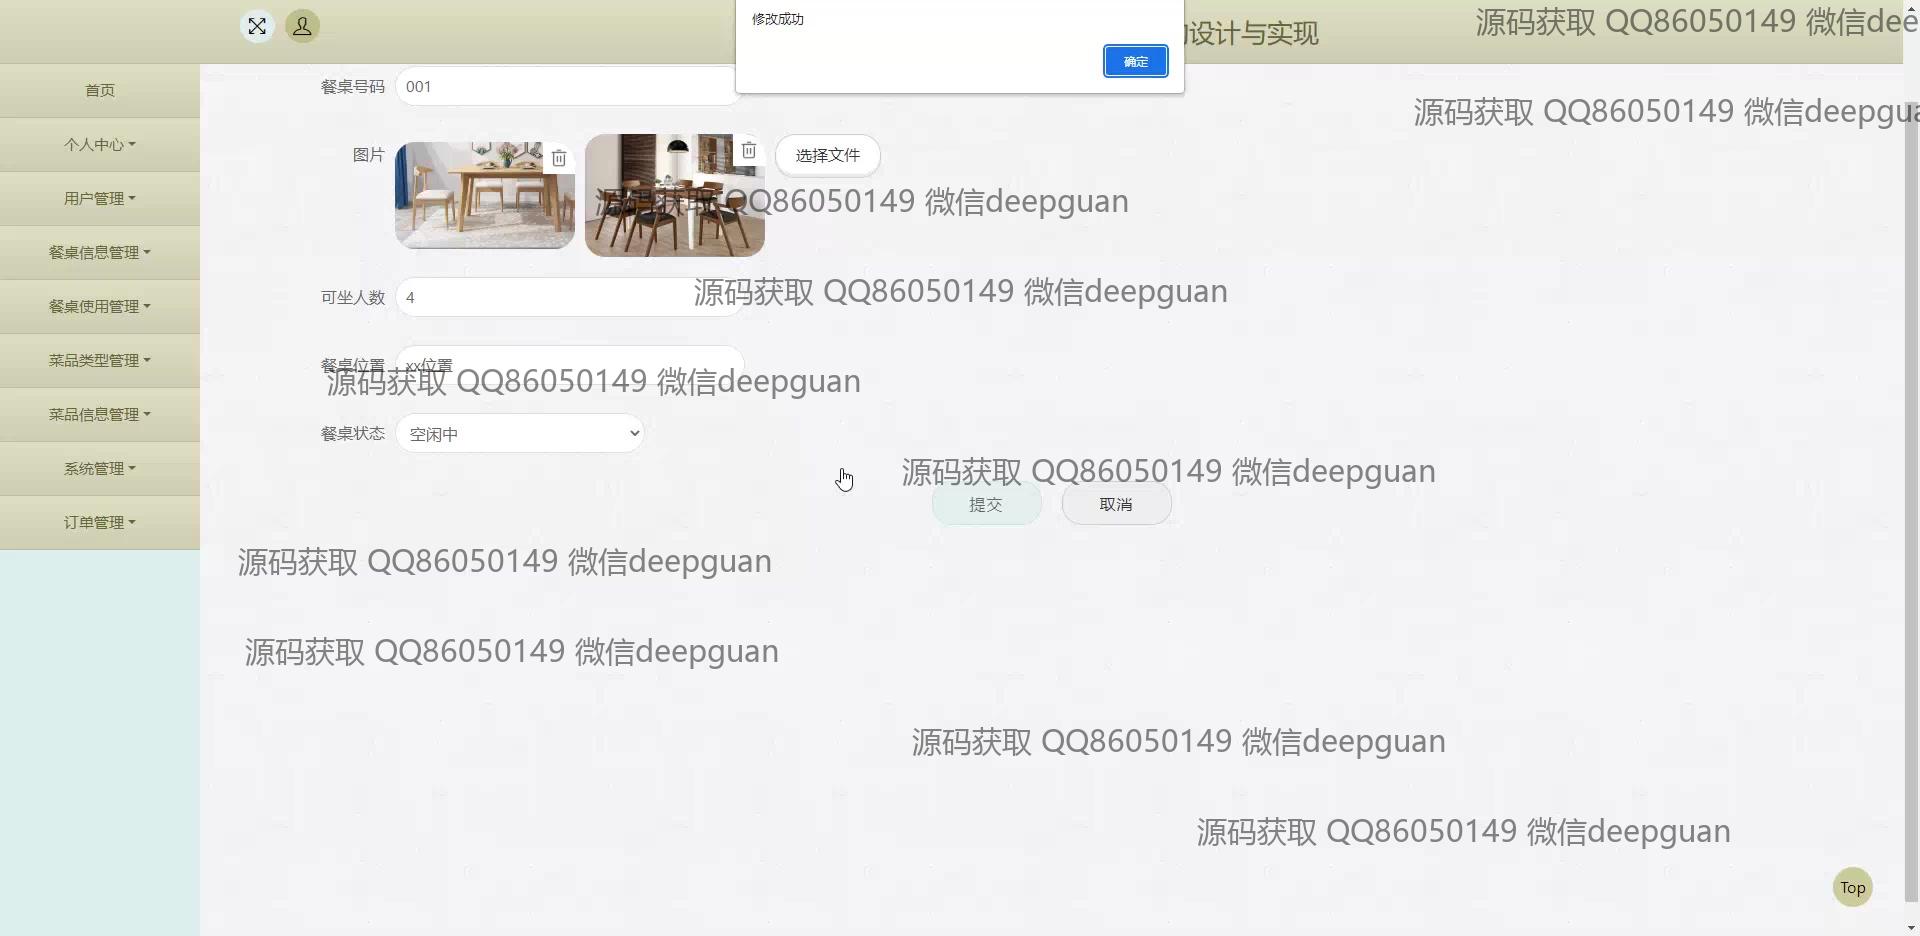 修改成功
确定
设计与实现
源码获取 QQ86050149 微信dee
首页
个人中心
用户管理
餐桌信息管理
餐桌使用管理
菜品类型管理
菜品信息管理
系统管理
订单管理
餐桌号码 001
源码获取 QQ86050149 微信deepgua
图片
选择文件
源码获取 QQ86050149 微信deepguan
可坐人数 4
源码获取 QQ86050149 微信deepguan
餐桌位置 xx位置
源码获取 QQ86050149 微信deepguan
餐桌状态 空闲中
源码获取 QQ86050149 微信deepguan
提交 取消
源码获取 QQ86050149 微信deepguan
源码获取 QQ86050149 微信deepguan
源码获取 QQ86050149 微信deepguan
源码获取 QQ86050149 微信deepguan
Top